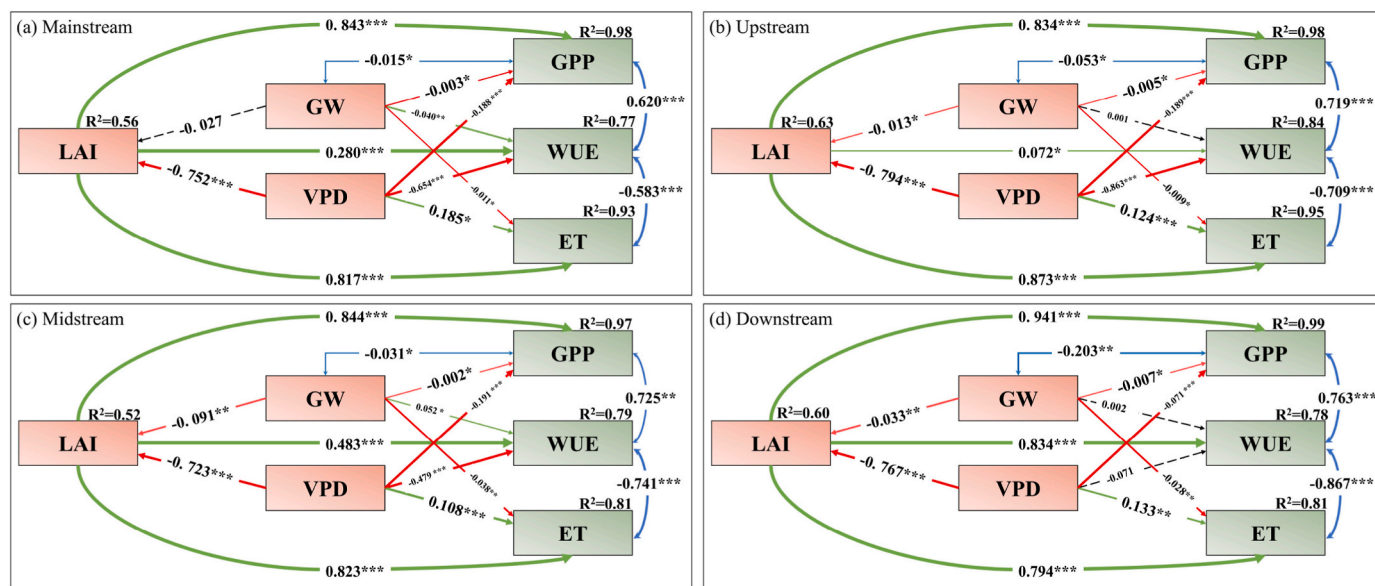 (a) Mainstream
0. 843***
R²=0.98
GPP
-0.015*
-0.003*
GW
-0.188***
0.620***
-0.040**
R²=0.77
R²=0.56
-0. 027
LAI
0.280***
WUE
-0. 752***
-0.654***
-0.583***
VPD
-0.011*
0.185*
R²=0.93
ET
0.817***
(b) Upstream
0.834***
R²=0.98
GPP
-0.053*
-0.005*
GW
-0.189***
0.719***
0.001
R²=0.84
R²=0.63
-0. 013*
LAI
0.072*
WUE
-0.794***
-0.863***
-0.709***
VPD
-0.009*
0.124***
R²=0.95
ET
0.873***
(c) Midstream
0. 844***
R²=0.97
GPP
-0.031*
-0.002*
GW
-0.191***
0.725**
0.052 *
R²=0.79
R²=0.52
-0. 091**
LAI
0.483***
WUE
-0. 723***
-0.479 ***
-0.741***
VPD
-0.038**
0.108***
R²=0.81
ET
0.823***
(d) Downstream
0. 941***
R²=0.99
GPP
-0.203**
-0.007*
GW
-0.071***
0.763***
0.002
R²=0.78
R²=0.60
-0.033**
LAI
0.834***
WUE
-0. 767***
-0.071
-0.867***
VPD
-0.028**
0.133**
R²=0.81
ET
0.794***